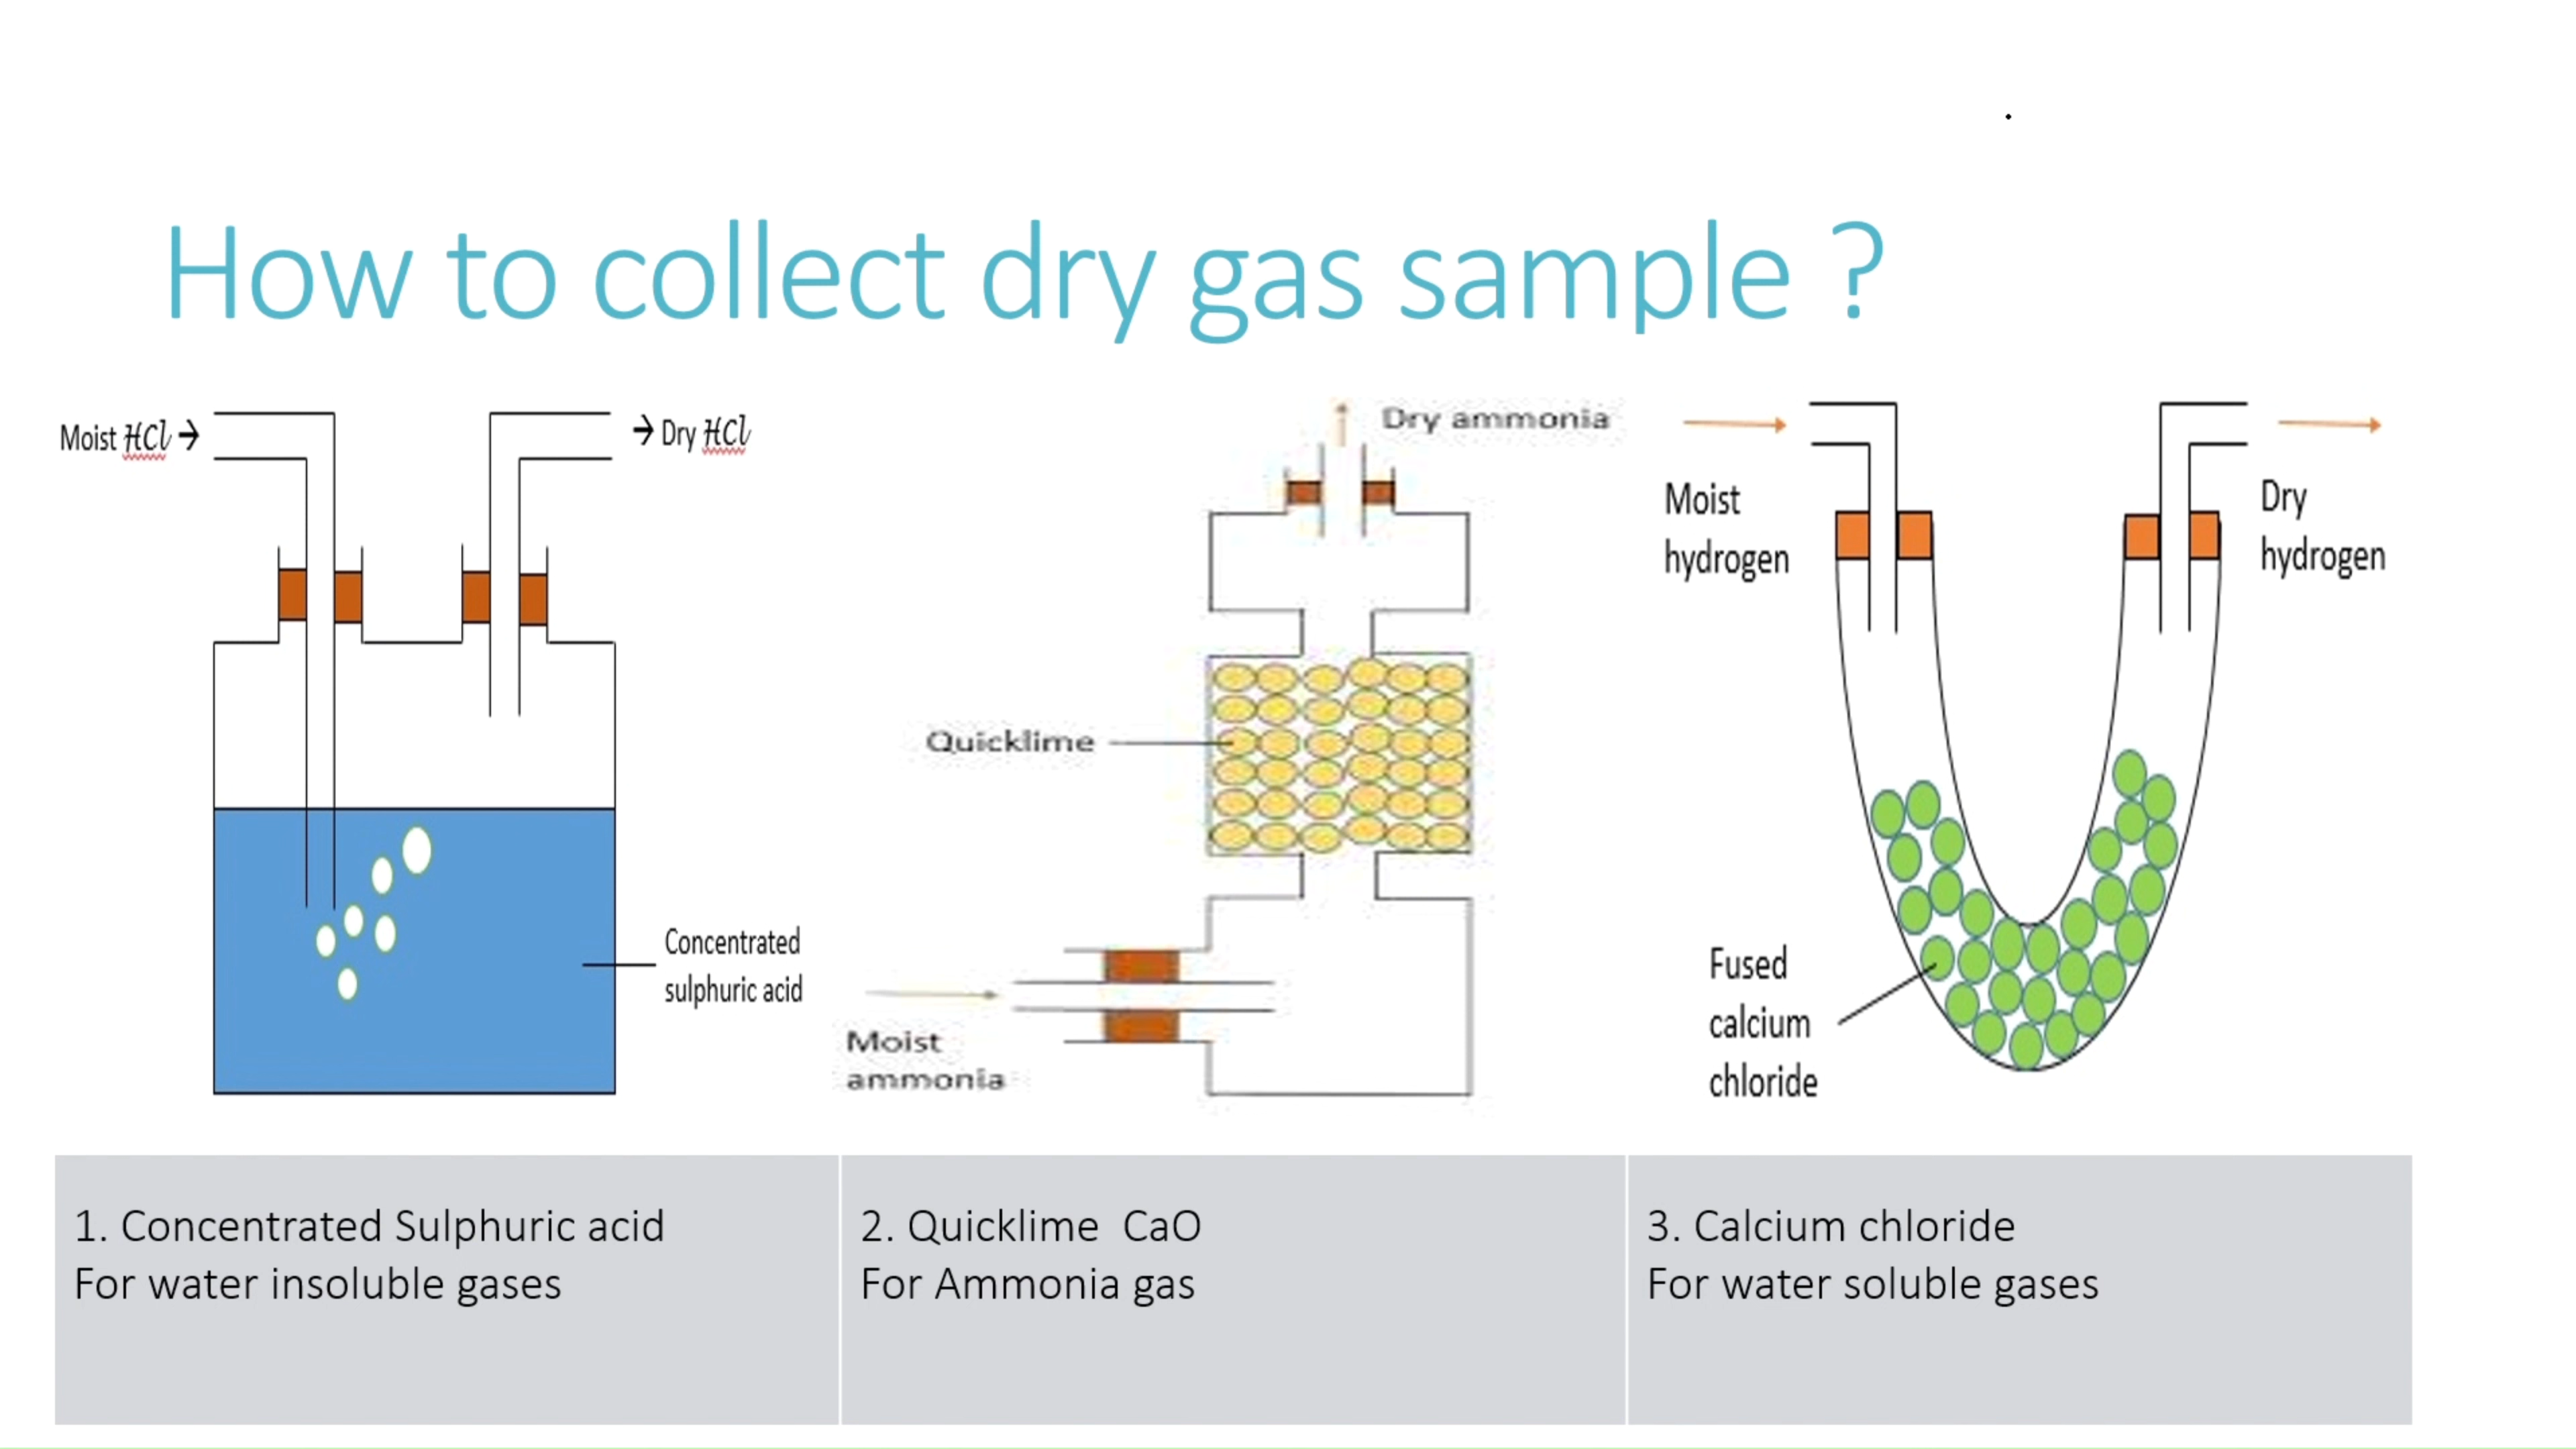 How to collect dry gas sample ?
Moist HCl →
→ Dry HCl
Concentrated
sulphuric acid
Dry ammonia
Quicklime
Moist
ammonia
Moist
hydrogen
Dry
hydrogen
Fused
calcium
chloride
1. Concentrated Sulphuric acid
For water insoluble gases
2. Quicklime CaO
For Ammonia gas
3. Calcium chloride
For water soluble gases